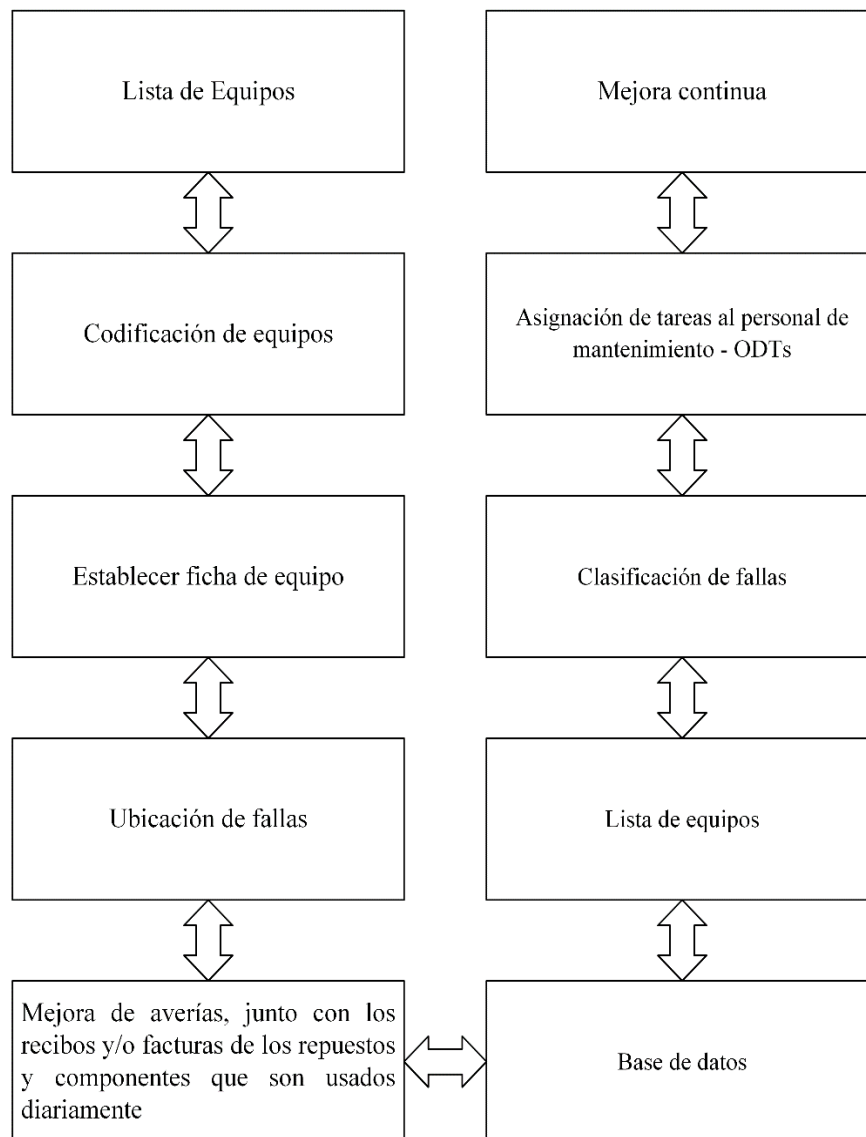 Lista de Equipos
Mejora continua
Codificación de equipos
Asignación de tareas al personal de
mantenimiento - ODTs
Establecer ficha de equipo
Clasificación de fallas
Ubicación de fallas
Lista de equipos
Mejora de averías, junto con los
recibos y/o facturas de los repuestos
y componentes que son usados
diariamente
Base de datos